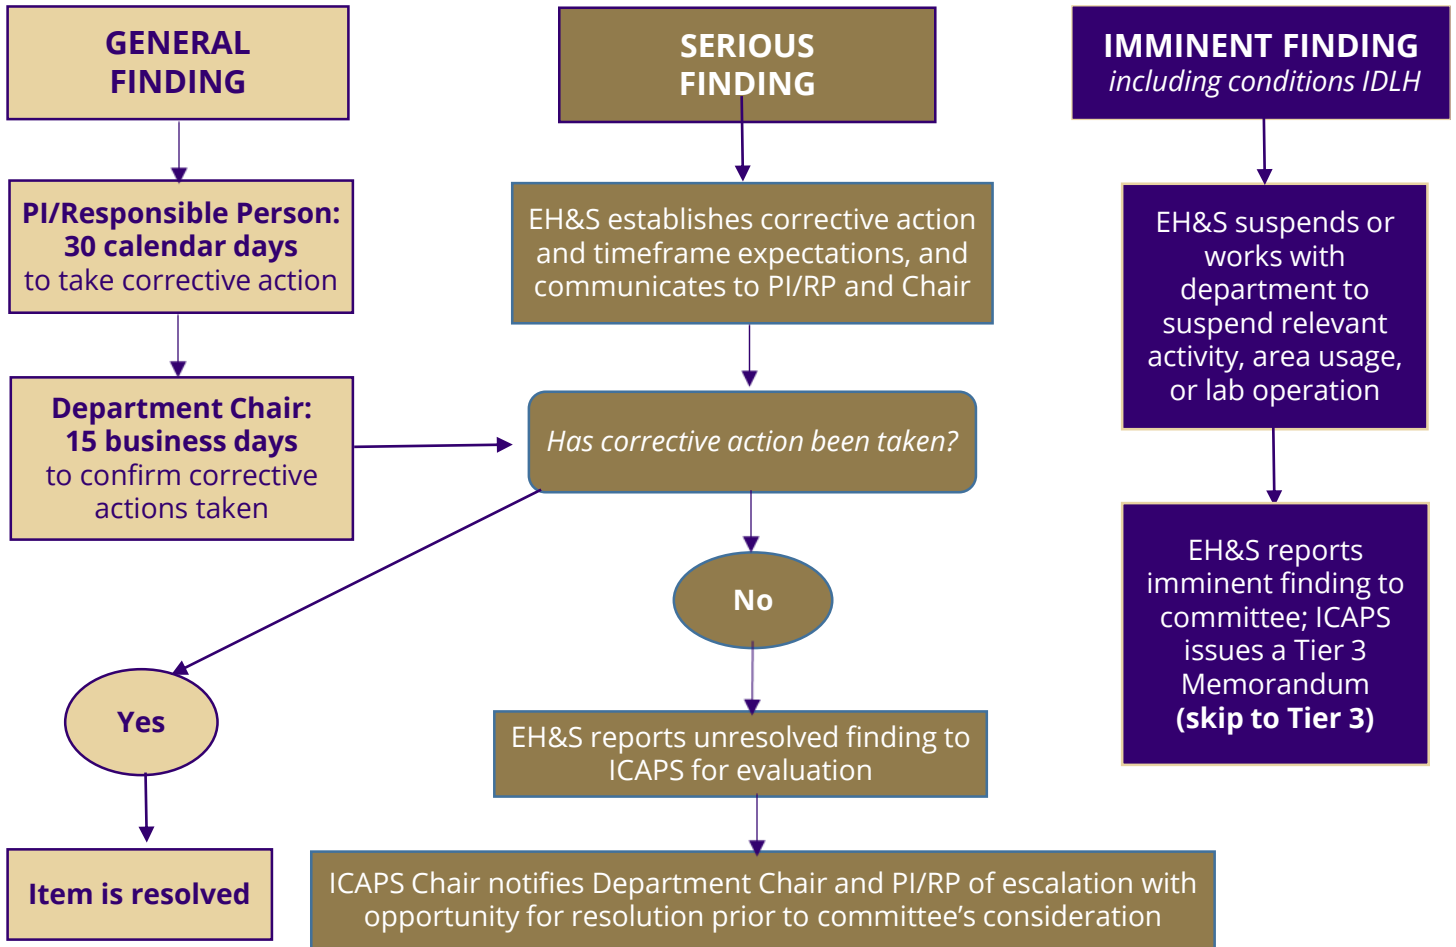 GENERAL
FINDING
PI/Responsible Person:
30 calendar days
to take corrective action
Department Chair:
15 business days
to confirm corrective
actions taken
SERIOUS
FINDING
EH&S establishes corrective action
and timeframe expectations, and
communicates to PI/RP and Chair
Has corrective action been taken?
Yes
Item is resolved
No
EH&S reports unresolved finding to
ICAPS for evaluation
ICAPS Chair notifies Department Chair and PI/RP of escalation with
opportunity for resolution prior to committee’s consideration
IMMINENT FINDING
including conditions IDLH
EH&S suspends or
works with
department to
suspend relevant
activity, area usage,
or lab operation
EH&S reports
imminent finding to
committee; ICAPS
issues a Tier 3
Memorandum
(skip to Tier 3)